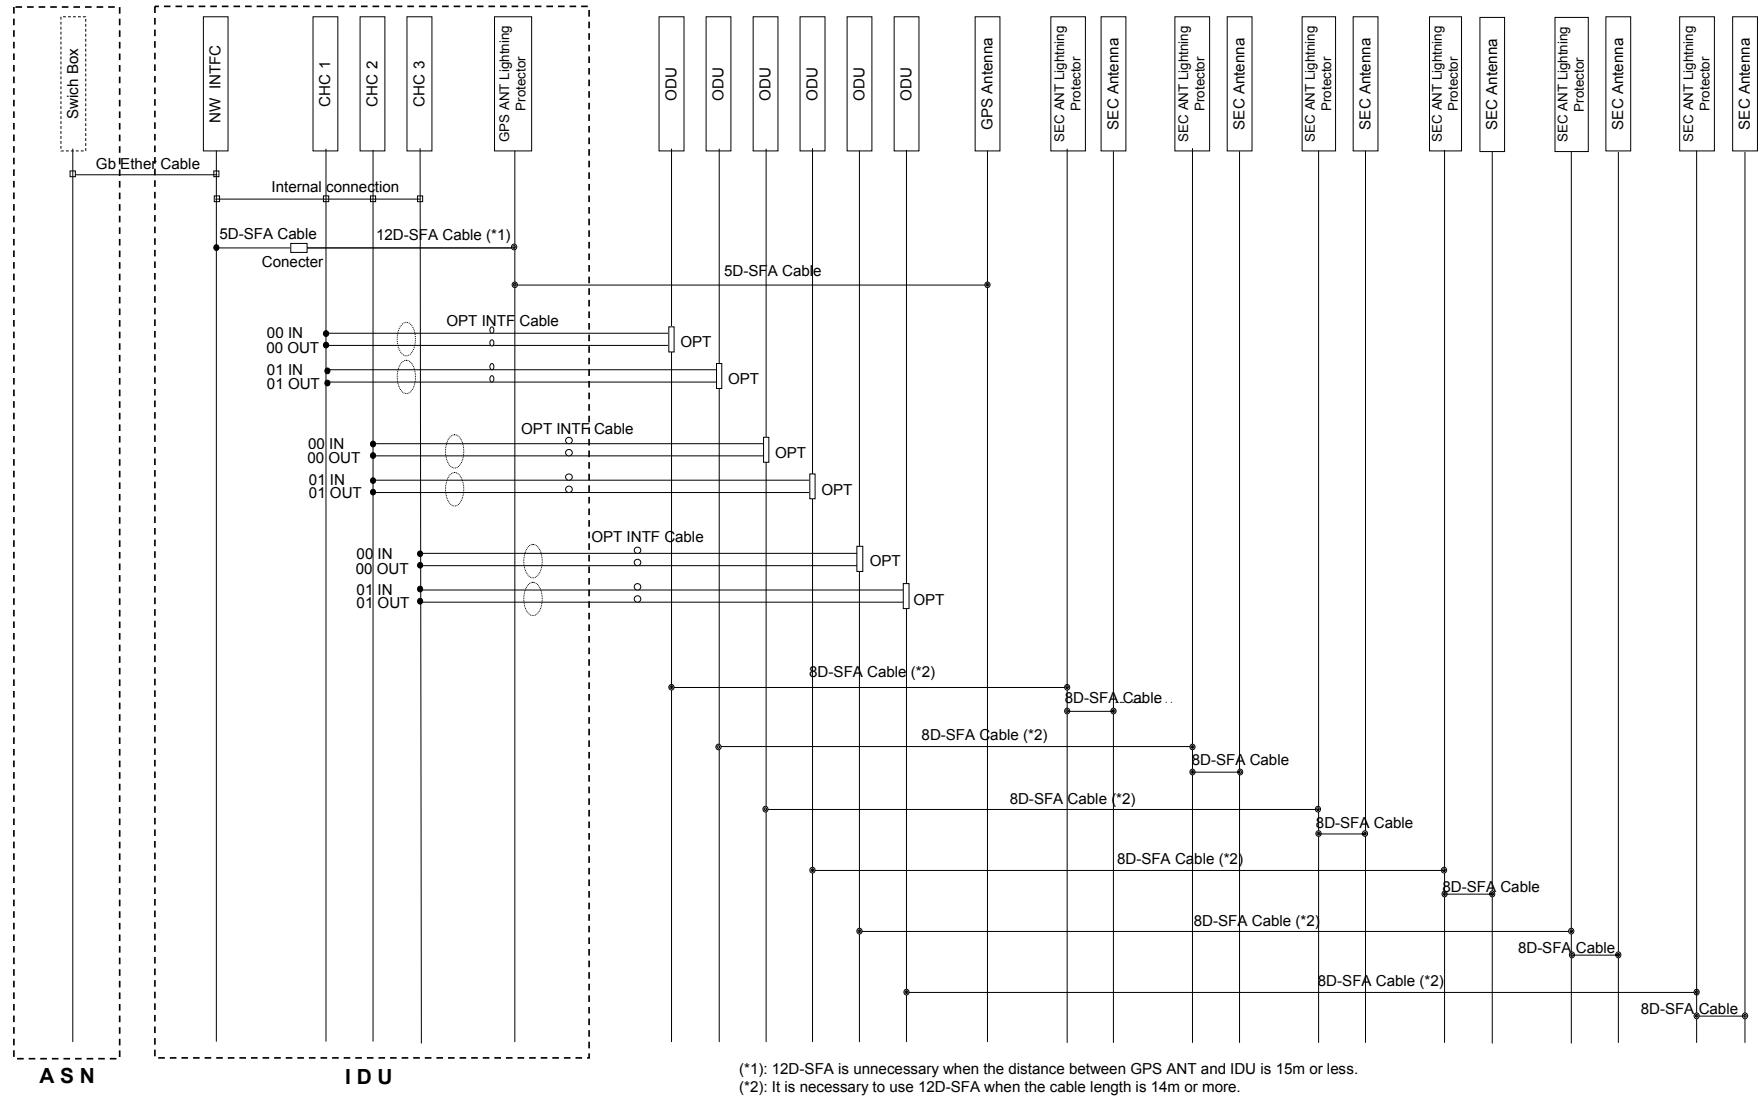 Swich Box
NW INTFC
CHC 1
CHC 2
CHC 3
GPS ANT Lightning
Protector
ODU
ODU
ODU
ODU
ODU
ODU
GPS Antenna
SEC ANT Lightning
Protector
SEC Antenna
SEC ANT Lightning
Protector
SEC Antenna
SEC ANT Lightning
Protector
SEC Antenna
SEC ANT Lightning
Protector
SEC Antenna
SEC ANT Lightning
Protector
SEC Antenna
SEC ANT Lightning
Protector
SEC Antenna
Gb Ether Cable
Internal connection
5D-SFA Cable
12D-SFA Cable (*1)
Conecter
5D-SFA Cable
OPT INTF Cable
00 IN
00 OUT
OPT
01 IN
01 OUT
OPT
OPT INTF Cable
00 IN
00 OUT
OPT
01 IN
01 OUT
OPT
OPT INTF Cable
00 IN
00 OUT
OPT
01 IN
01 OUT
OPT
8D-SFA Cable (*2)
8D-SFA Cable
8D-SFA Cable (*2)
8D-SFA Cable
8D-SFA Cable (*2)
8D-SFA Cable
8D-SFA Cable (*2)
8D-SFA Cable
8D-SFA Cable (*2)
8D-SFA Cable
8D-SFA Cable (*2)
8D-SFA Cable
A S N
I D U
(*1): 12D-SFA is unnecessary when the distance between GPS ANT and IDU is 15m or less.
(*2): It is necessary to use 12D-SFA when the cable length is 14m or more.